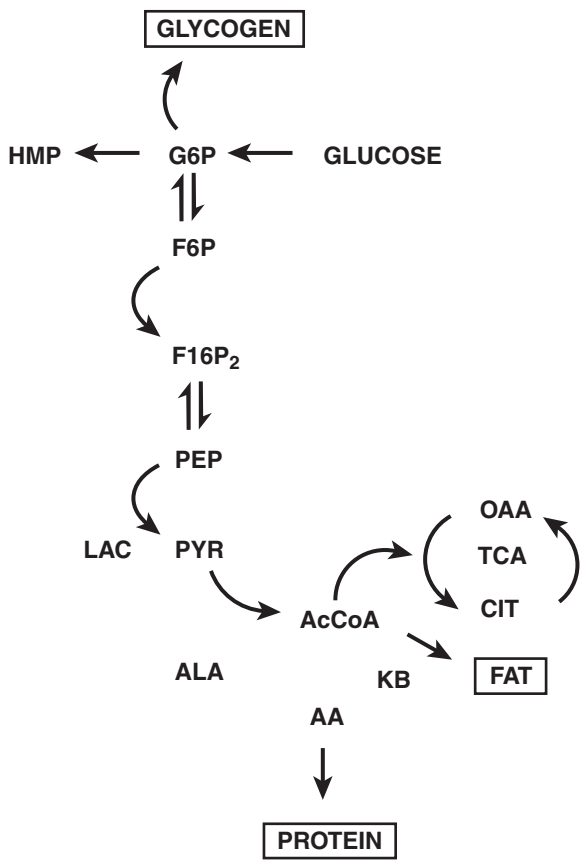 GLYCOGEN
HMP
G6P
GLUCOSE
F6P
F16P₂
PEP
OAA
LAC
PYR
TCA
CIT
AcCoA
ALA
KB
FAT
AA
PROTEIN